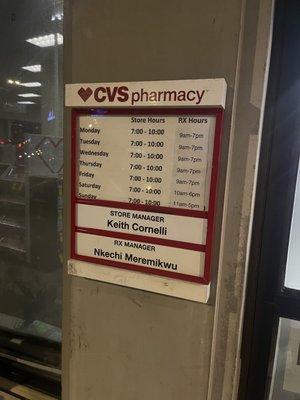 CVS pharmacy™
Store Hours RX Hours
Monday 7:00 - 10:00 9am-7pm
Tuesday 7:00 - 10:00 9am-7pm
Wednesday 7:00 - 10:00 9am-7pm
Thursday 7:00 - 10:00 9am-7pm
Friday 7:00 - 10:00 9am-7pm
Saturday 7:00 - 10:00 10am-6pm
Sunday 7:00 - 10:00 11am-5pm
STORE MANAGER
Keith Cornelli
RX MANAGER
Nkechi Meremikwu